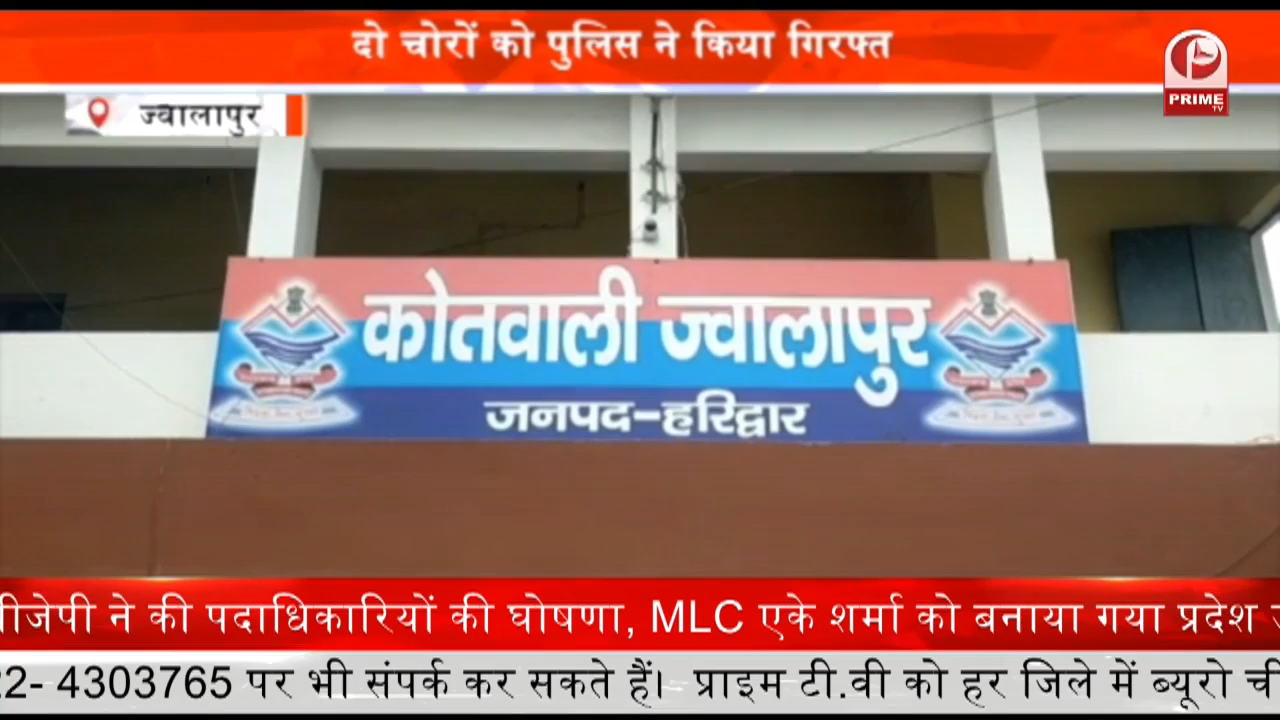 दो चोरों को पुलिस ने किया गिरफ्त
ज्वालापुर
PRIME
TV
कोतवाली ज्वालापुर
जनपद-हरिद्वार
ने की पदाधिकारियों की घोषणा, MLC एके शर्मा को बनाया गया प्रदेश
4303765 पर भी संपर्क कर सकते हैं। प्राइम टी.वी को हर जिले में ब्यूरो